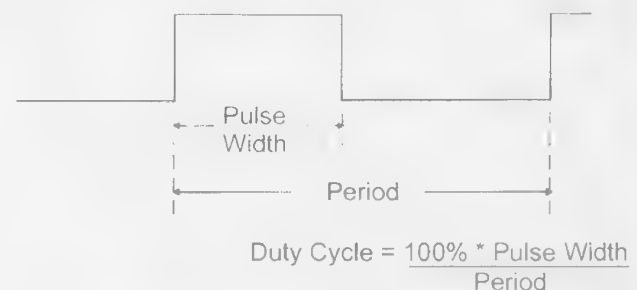 Pulse
Width
Period
Duty Cycle = 100% * Pulse Width
Period